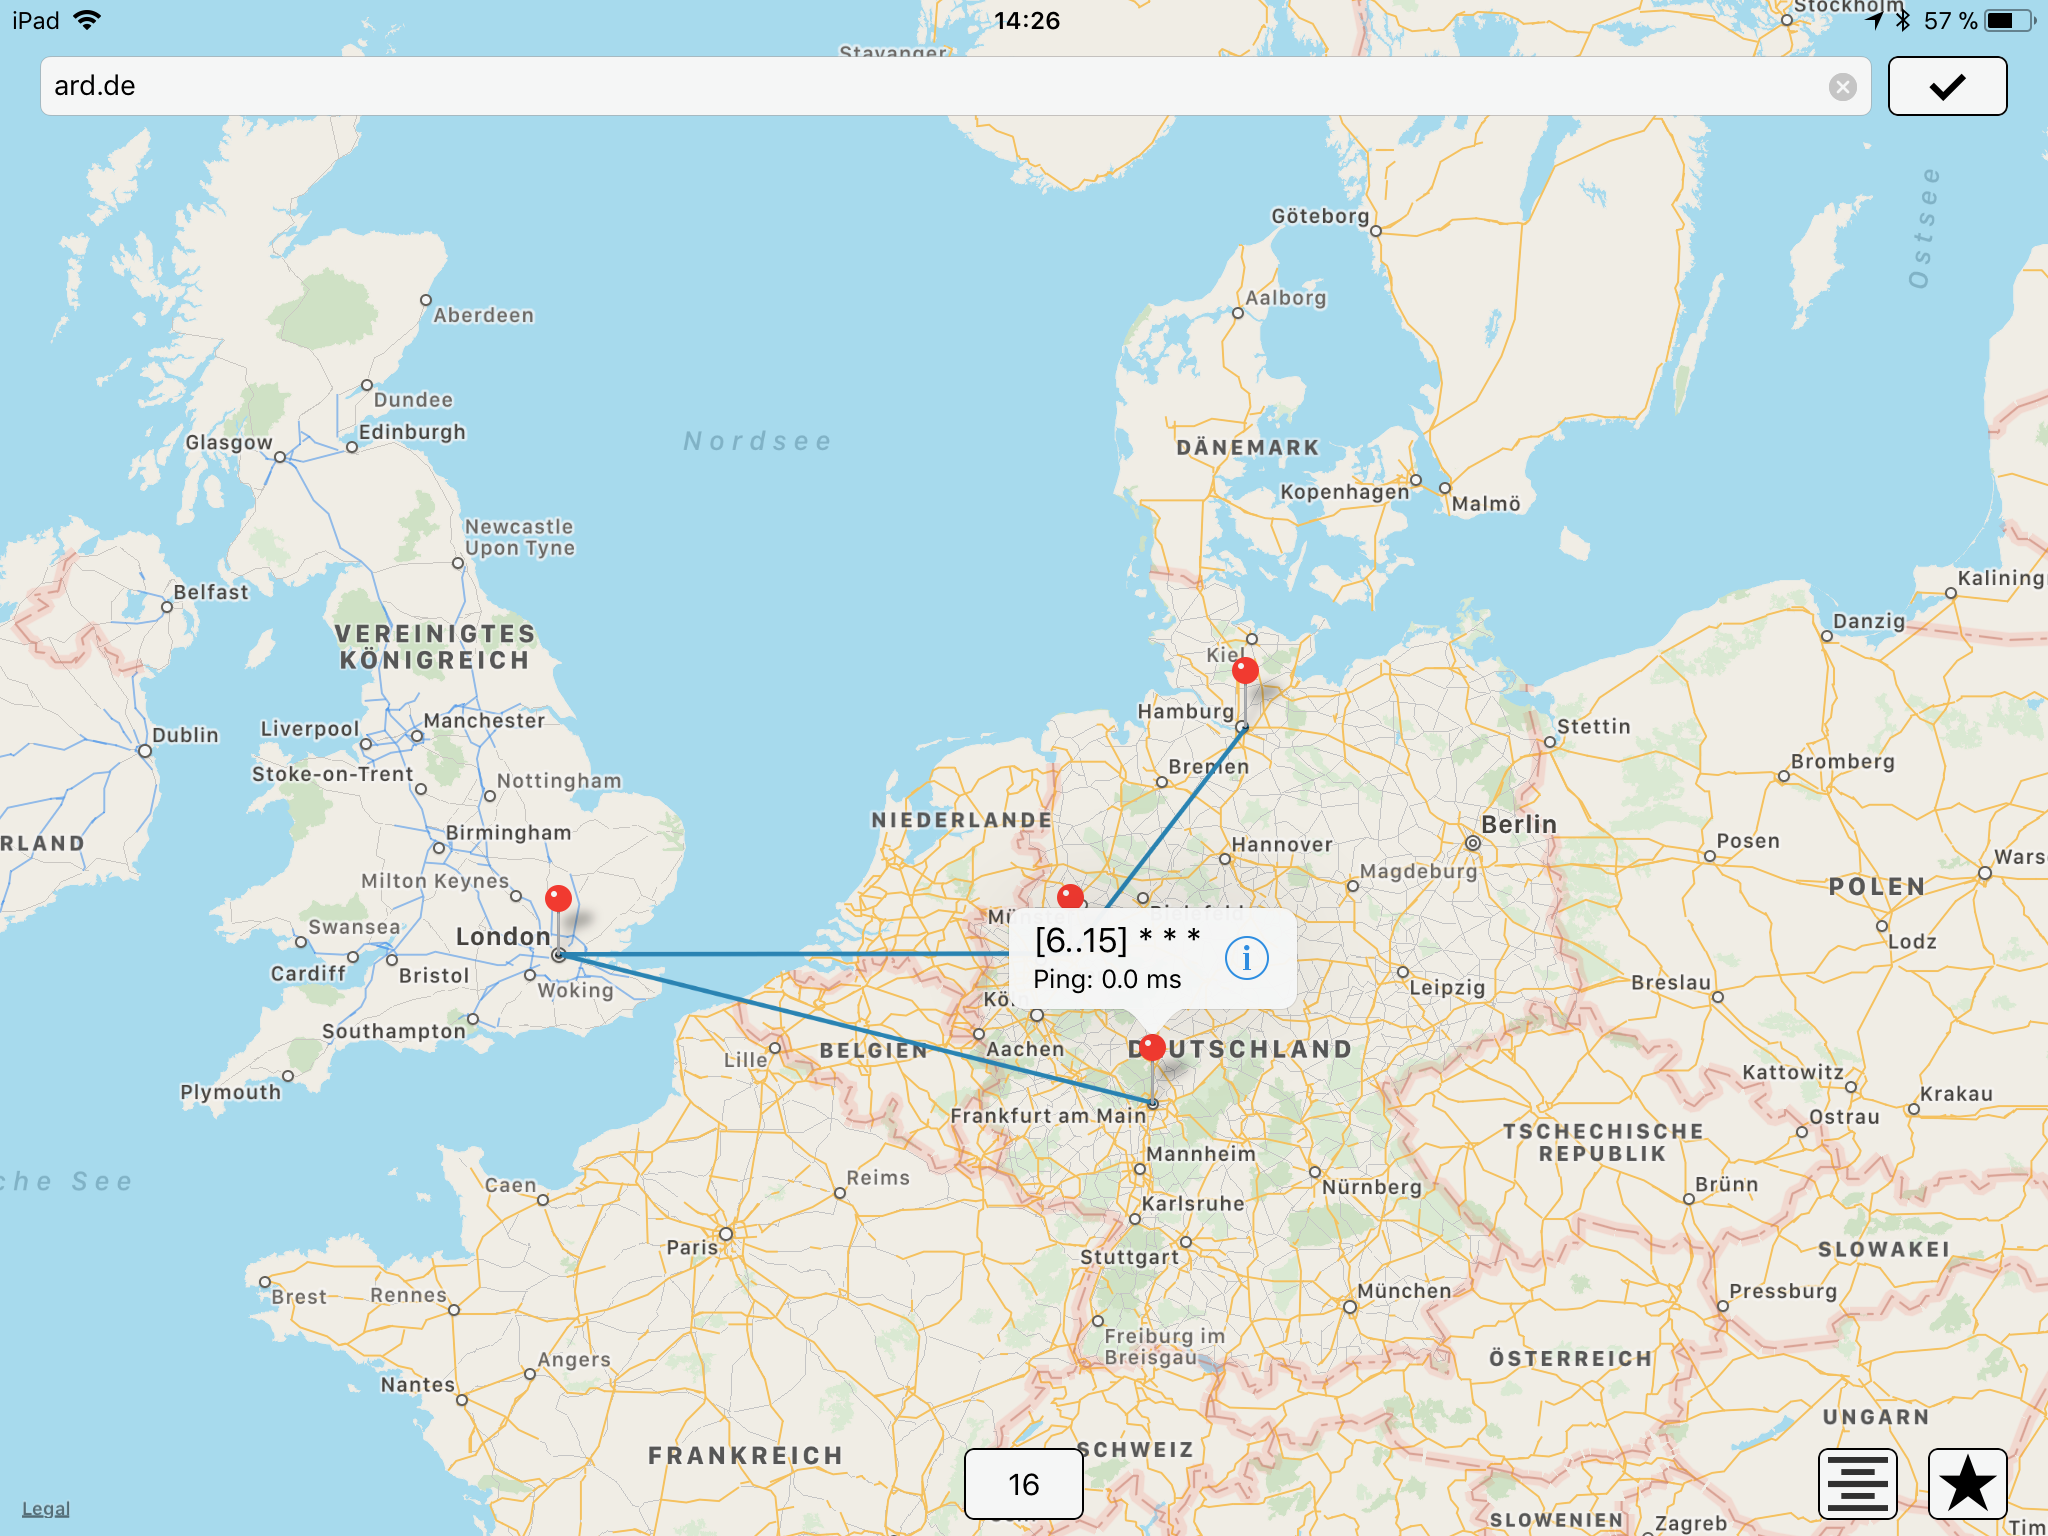 iPad 14:26 57 %
Stockholm
Stavanger
ard.de
Göteborg
Ostsee
Aalborg
Aberdeen
Dundee
Edinburgh
Glasgow
Nordsee
DÄNEMARK
Kopenhagen
Malmö
Newcastle
Upon Tyne
Belfast
Kalining
Danzig
VEREINIGTES
KÖNIGREICH
Kiel
Hamburg
Manchester
Liverpool
Dublin
Stettin
Bremen
Stoke-on-Trent
Nottingham
Bromberg
NIEDERLANDE
Berlin
Birmingham
RLAND
Hannover
Posen
Wars
Magdeburg
Milton Keynes
POLEN
Bielefeld
Swansea
London
[6..15] * * *
Lodz
Cardiff
Bristol
Ping: 0.0 ms
Woking
Leipzig
Breslau
Southampton
Lille
BELGIEN
Aachen
DEUTSCHLAND
Plymouth
Kattowitz
Krakau
Frankfurt am Main
Ostrau
TSCHECHISCHE
REPUBLIK
Mannheim
che See
Caen
Reims
Nürnberg
Brünn
Karlsruhe
Paris
Stuttgart
SLOWAKEI
Brest
Rennes
München
Pressburg
Freiburg im
Breisgau
Angers
ÖSTERREICH
Nantes
UNGARN
FRANKREICH
SCHWEIZ
16
Legal
SLOWENIEN
Zagreb
Tim